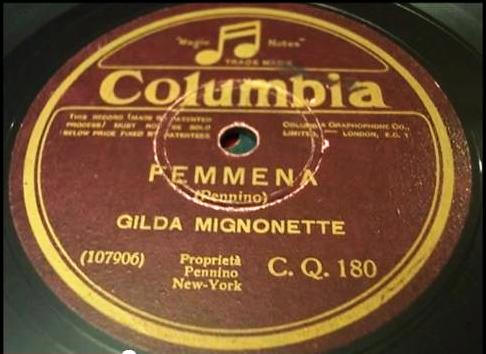 "Magic Notes"
TRADE MARK
Columbia
THIS RECORD (MADE BY PATENTED
PROCESS) MUST NOT BE SOLD
BELOW PRICE FIXED BY PATENTEES
COLUMBIA GRAPHOPHONE CO.,
LIMITED, — LONDON, E.C. 1
FEMMENA
(Pennino)
GILDA MIGNONETTE
(107906)
Proprietà
Pennino
New-York
C. Q. 180